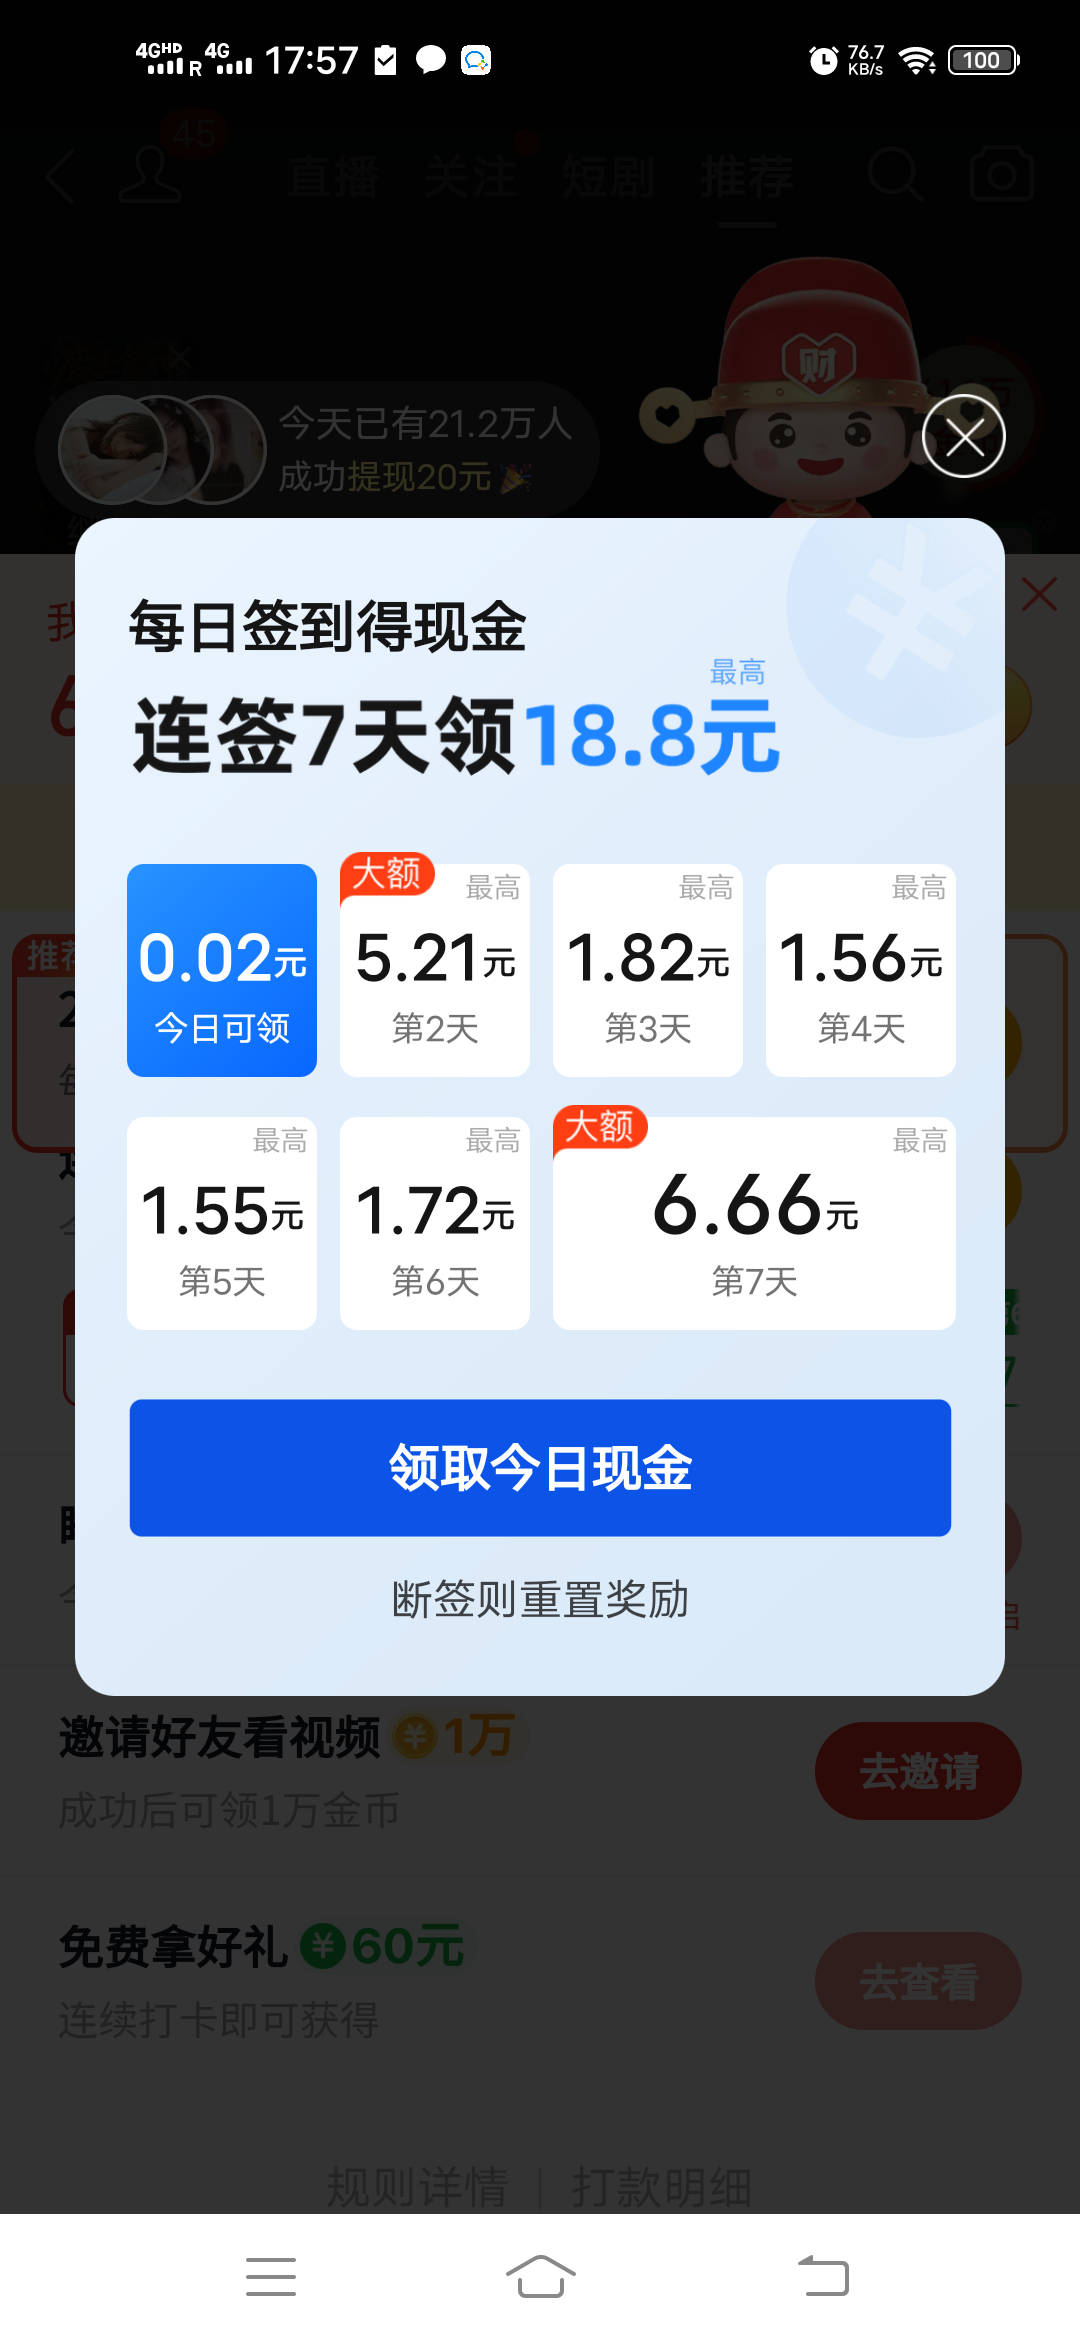 4GHD R 4G 17:57 76.7 KB/s 100
45
直播 关注 短剧 推荐
财
今天已有21.2万人
成功提现20元
每日签到得现金
最高
连签7天领18.8元
0.02元
今日可领
大额 最高
5.21元
第2天
最高
1.82元
第3天
最高
1.56元
第4天
最高
1.55元
第5天
最高
1.72元
第6天
大额 最高
6.66元
第7天
领取今日现金
断签则重置奖励
邀请好友看视频 1万
成功后可领1万金币
去邀请
免费拿好礼 ¥60元
连续打卡即可获得
去查看
规则详情 | 打款明细